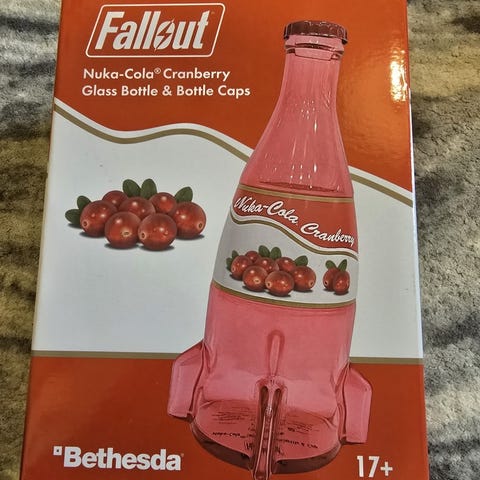 Fallout
Nuka-Cola® Cranberry
Glass Bottle & Bottle Caps
Nuka-Cola Cranberry
Bethesda
17+